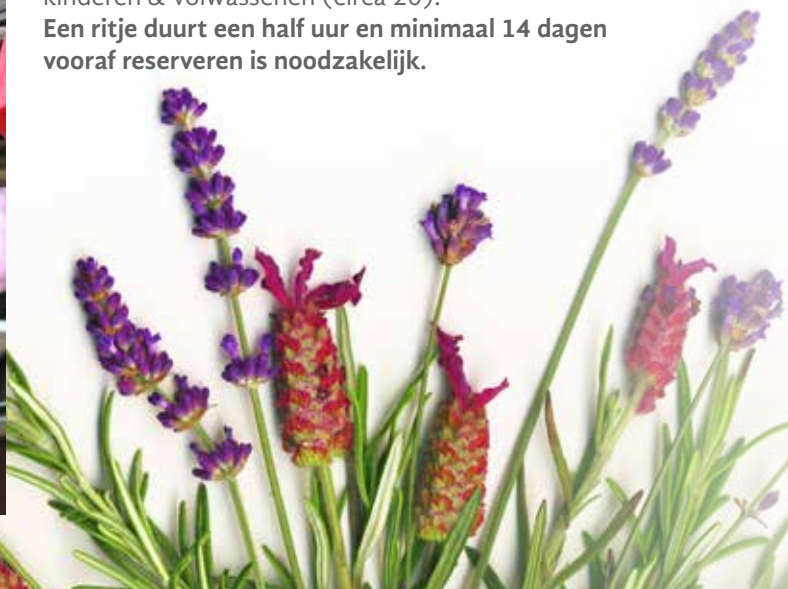 kinderen & volwassenen (circa 20).
Een ritje duurt een half uur en minimaal 14 dagen
vooraf reserveren is noodzakelijk.